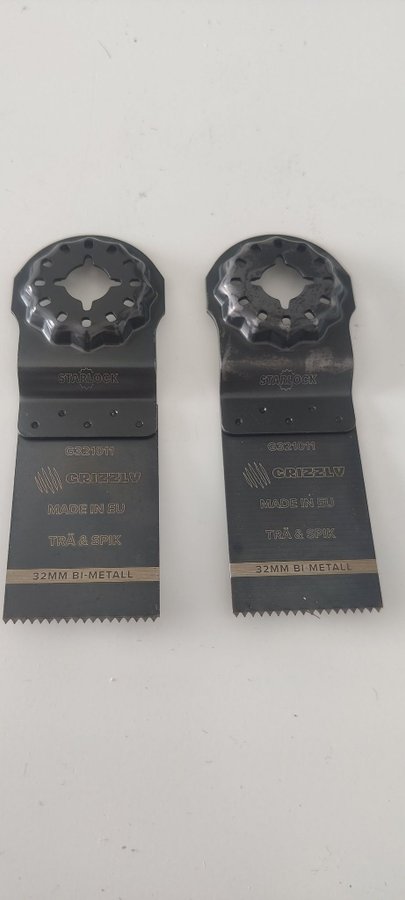 STARLOCK
G321011
GRIZZLY
MADE IN EU
TRÄ & SPIK
32MM BI-METALL
STARLOCK
G321011
GRIZZLY
MADE IN EU
TRÄ & SPIK
32MM BI-METALL